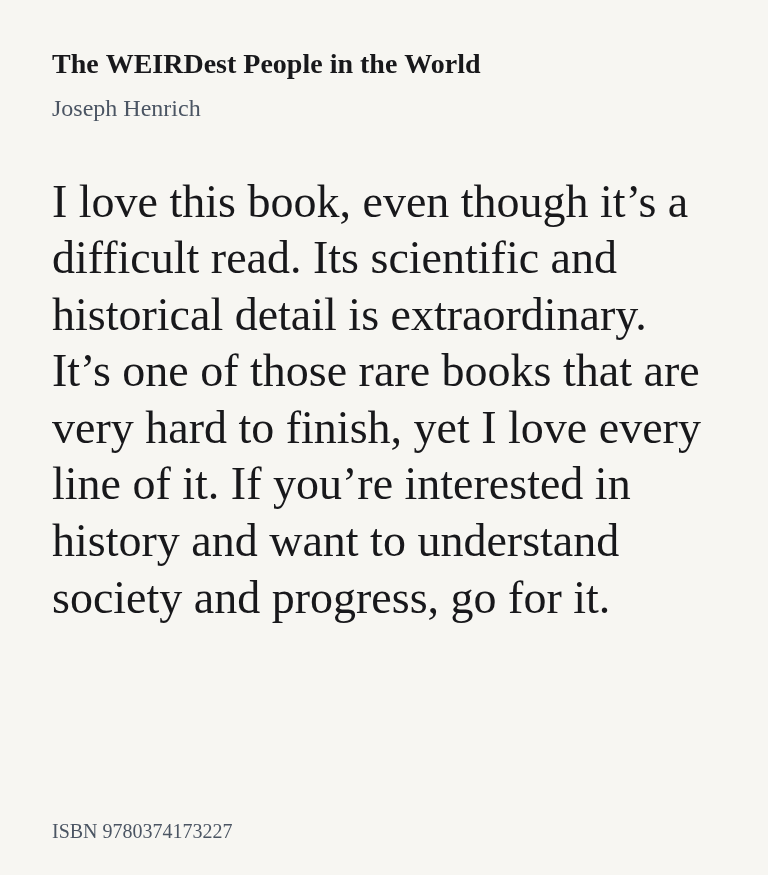 The WEIRDest People in the World
Joseph Henrich
I love this book, even though it’s a
difficult read. Its scientific and
historical detail is extraordinary.
It’s one of those rare books that are
very hard to finish, yet I love every
line of it. If you’re interested in
history and want to understand
society and progress, go for it.
ISBN 9780374173227